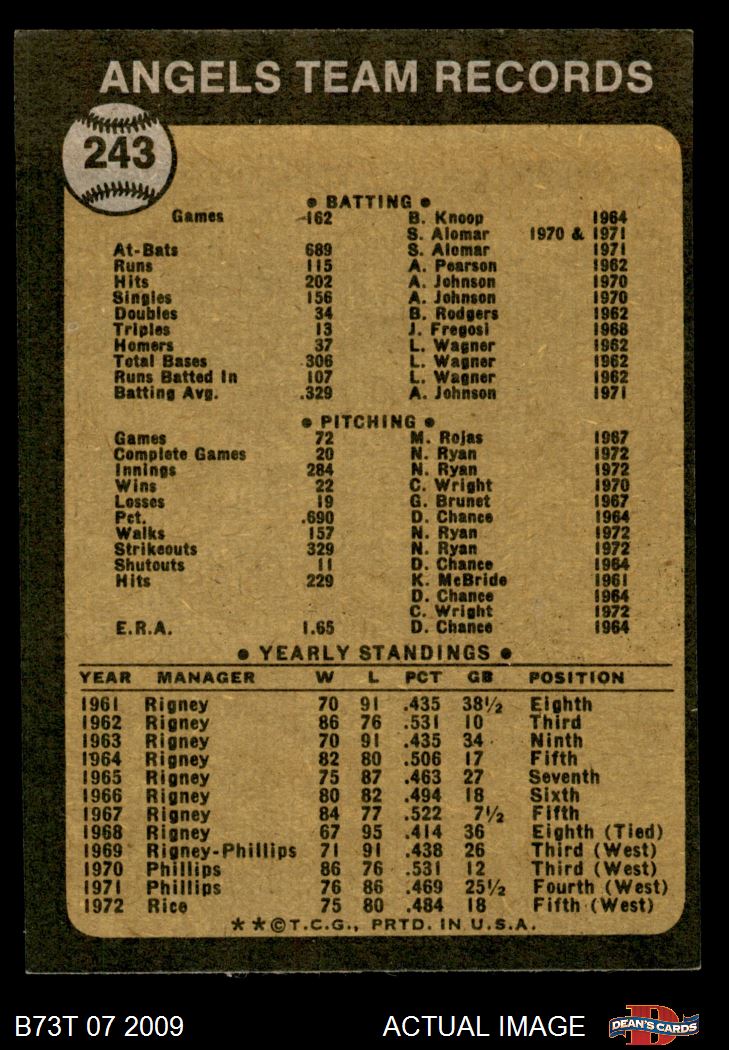 ANGELS TEAM RECORDS
243
● BATTING ●
Games 162 B. Knoop 1964
S. Alomar 1970 & 1971
At-Bats 689 S. Alomar 1971
Runs 115 A. Pearson 1962
Hits 202 A. Johnson 1970
Singles 156 A. Johnson 1970
Doubles 34 B. Rodgers 1962
Triples 13 J. Fregosi 1968
Homers 37 L. Wagner 1962
Total Bases 306 L. Wagner 1962
Runs Batted In 107 L. Wagner 1962
Batting Avg. .329 A. Johnson 1971
● PITCHING ●
Games 72 M. Rojas 1967
Complete Games 20 N. Ryan 1972
Innings 284 N. Ryan 1972
Wins 22 C. Wright 1970
Losses 19 G. Brunet 1967
Pct. .690 D. Chance 1964
Walks 157 N. Ryan 1972
Strikeouts 329 N. Ryan 1972
Shutouts 11 D. Chance 1964
Hits 229 K. McBride 1961
D. Chance 1964
C. Wright 1972
E.R.A. 1.65 D. Chance 1964
● YEARLY STANDINGS ●
YEAR MANAGER W L PCT GB POSITION
1961 Rigney 70 91 .435 38½ Eighth
1962 Rigney 86 76 .531 10 Third
1963 Rigney 70 91 .435 34 Ninth
1964 Rigney 82 80 .506 17 Fifth
1965 Rigney 75 87 .463 27 Seventh
1966 Rigney 80 82 .494 18 Sixth
1967 Rigney 84 77 .522 7½ Fifth
1968 Rigney 67 95 .414 36 Eighth (Tied)
1969 Rigney-Phillips 71 91 .438 26 Third (West)
1970 Phillips 86 76 .531 12 Third (West)
1971 Phillips 76 86 .469 25½ Fourth (West)
1972 Rice 75 80 .484 18 Fifth (West)
* * © T.C.G., PRTD. IN U.S.A.
B73T 07 2009 ACTUAL IMAGE DEAN'S CARDS